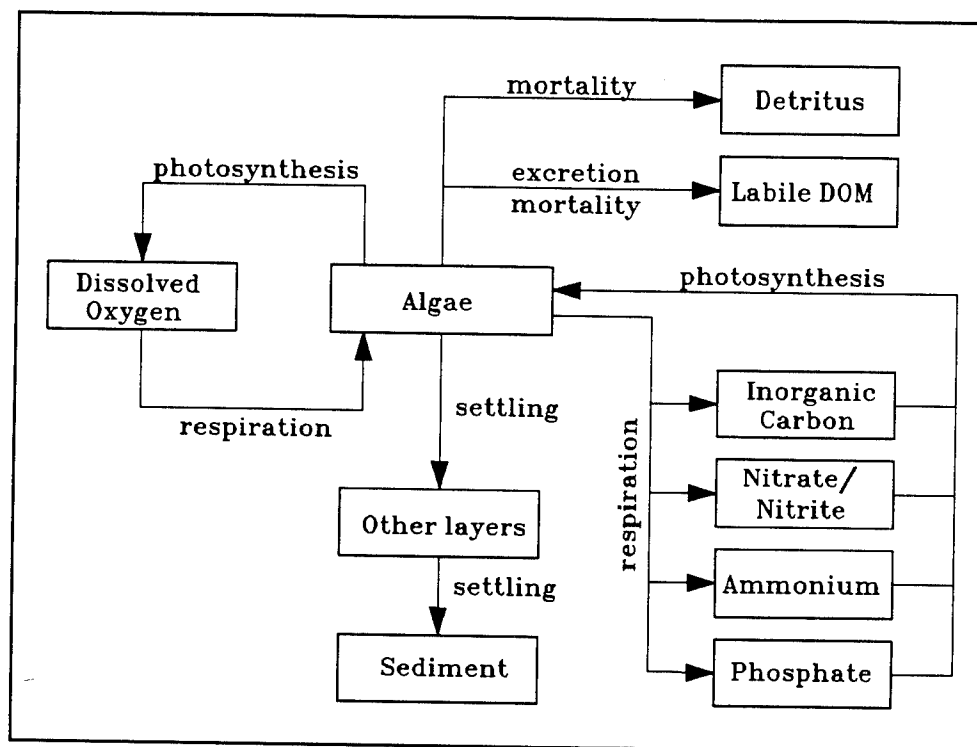 mortality
Detritus
photosynthesis
excretion
mortality
Labile DOM
Dissolved
Oxygen
Algae
photosynthesis
respiration
settling
Inorganic
Carbon
respiration
Nitrate/
Nitrite
Other layers
settling
Ammonium
Sediment
Phosphate